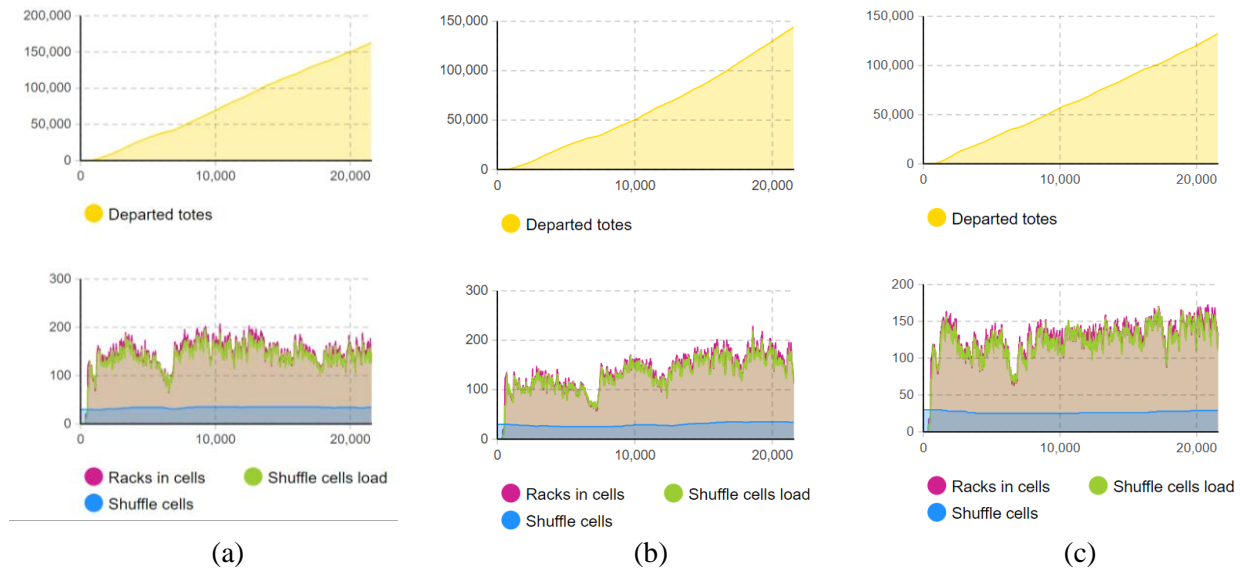 200,000
150,000
100,000
50,000
0
0 10,000 20,000
Departed totes
300
200
100
0
0 10,000 20,000
Racks in cells Shuffle cells load
Shuffle cells
(a)
150,000
100,000
50,000
0
0 10,000 20,000
Departed totes
300
200
100
0
0 10,000 20,000
Racks in cells Shuffle cells load
Shuffle cells
(b)
150,000
100,000
50,000
0
0 10,000 20,000
Departed totes
200
150
100
50
0
0 10,000 20,000
Racks in cells Shuffle cells load
Shuffle cells
(c)